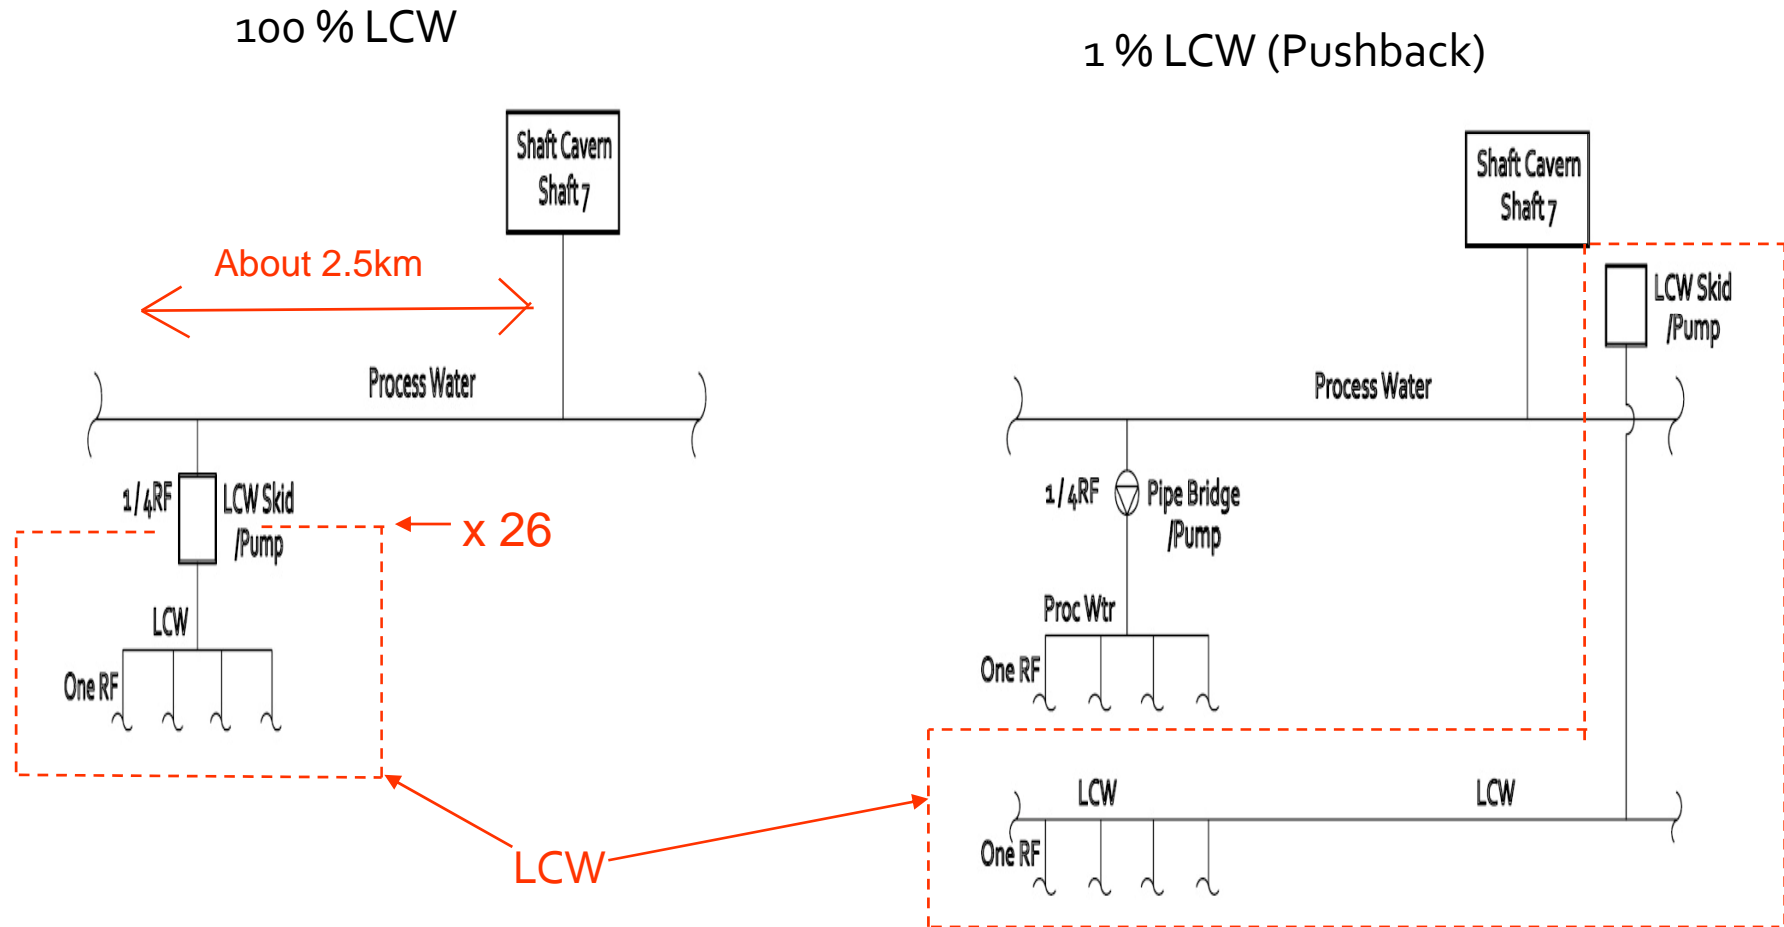 100 % LCW
1 % LCW (Pushback)
Shaft Cavern
Shaft 7
About 2.5km
Process Water
1/4RF
LCW Skid
/Pump
x 26
LCW
One RF
LCW
Shaft Cavern
Shaft 7
LCW Skid
/Pump
Process Water
1/4RF
Pipe Bridge
/Pump
Proc Wtr
One RF
LCW
LCW
One RF